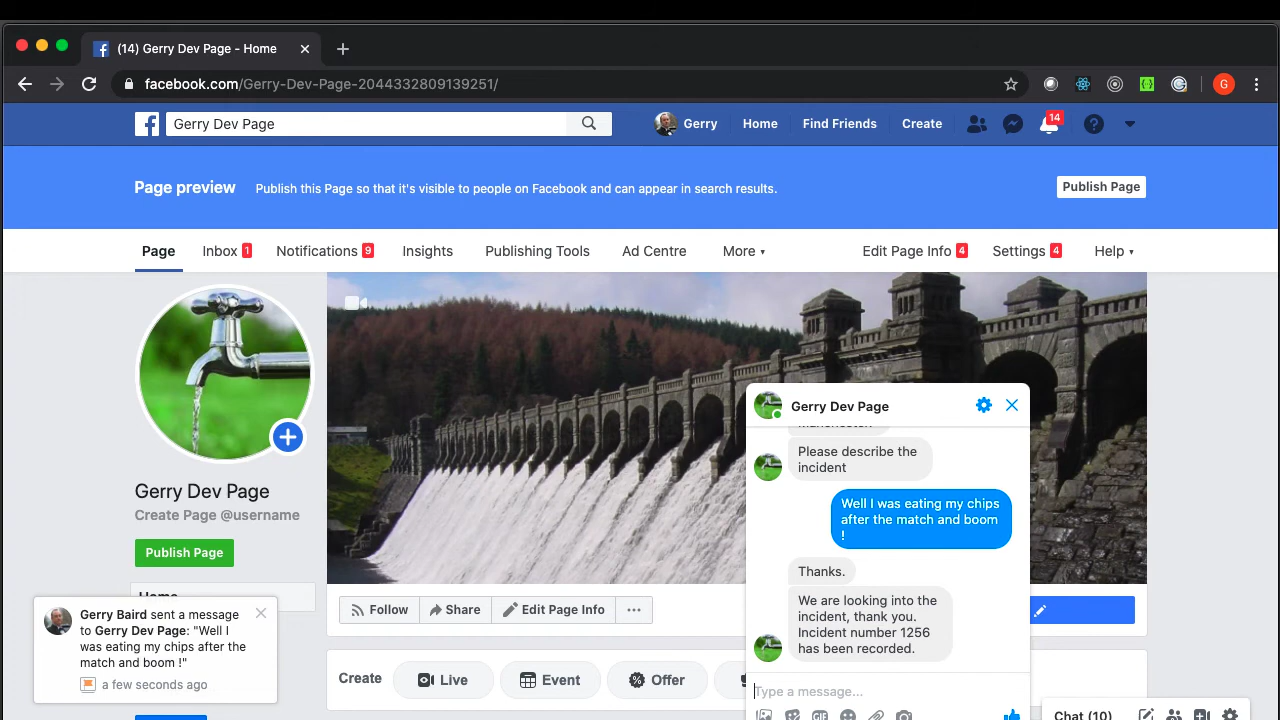 (14) Gerry Dev Page - Home
facebook.com/Gerry-Dev-Page-2044332809139251/
G
Gerry Dev Page
Gerry
Home
Find Friends
Create
14
Page preview
Publish this Page so that it's visible to people on Facebook and can appear in search results.
Publish Page
Page
Inbox 1
Notifications 9
Insights
Publishing Tools
Ad Centre
More
Edit Page Info 4
Settings 4
Help
Gerry Dev Page
Create Page @username
Publish Page
Home
Gerry Baird sent a message
to Gerry Dev Page: "Well I
was eating my chips after the
match and boom !"
a few seconds ago
Follow
Share
Edit Page Info
Create
Live
Event
Offer
Gerry Dev Page
Manchester.
Please describe the
incident
Well I was eating my chips
after the match and boom
!
Thanks.
We are looking into the
incident, thank you.
Incident number 1256
has been recorded.
Type a message...
GIF
Chat (10)